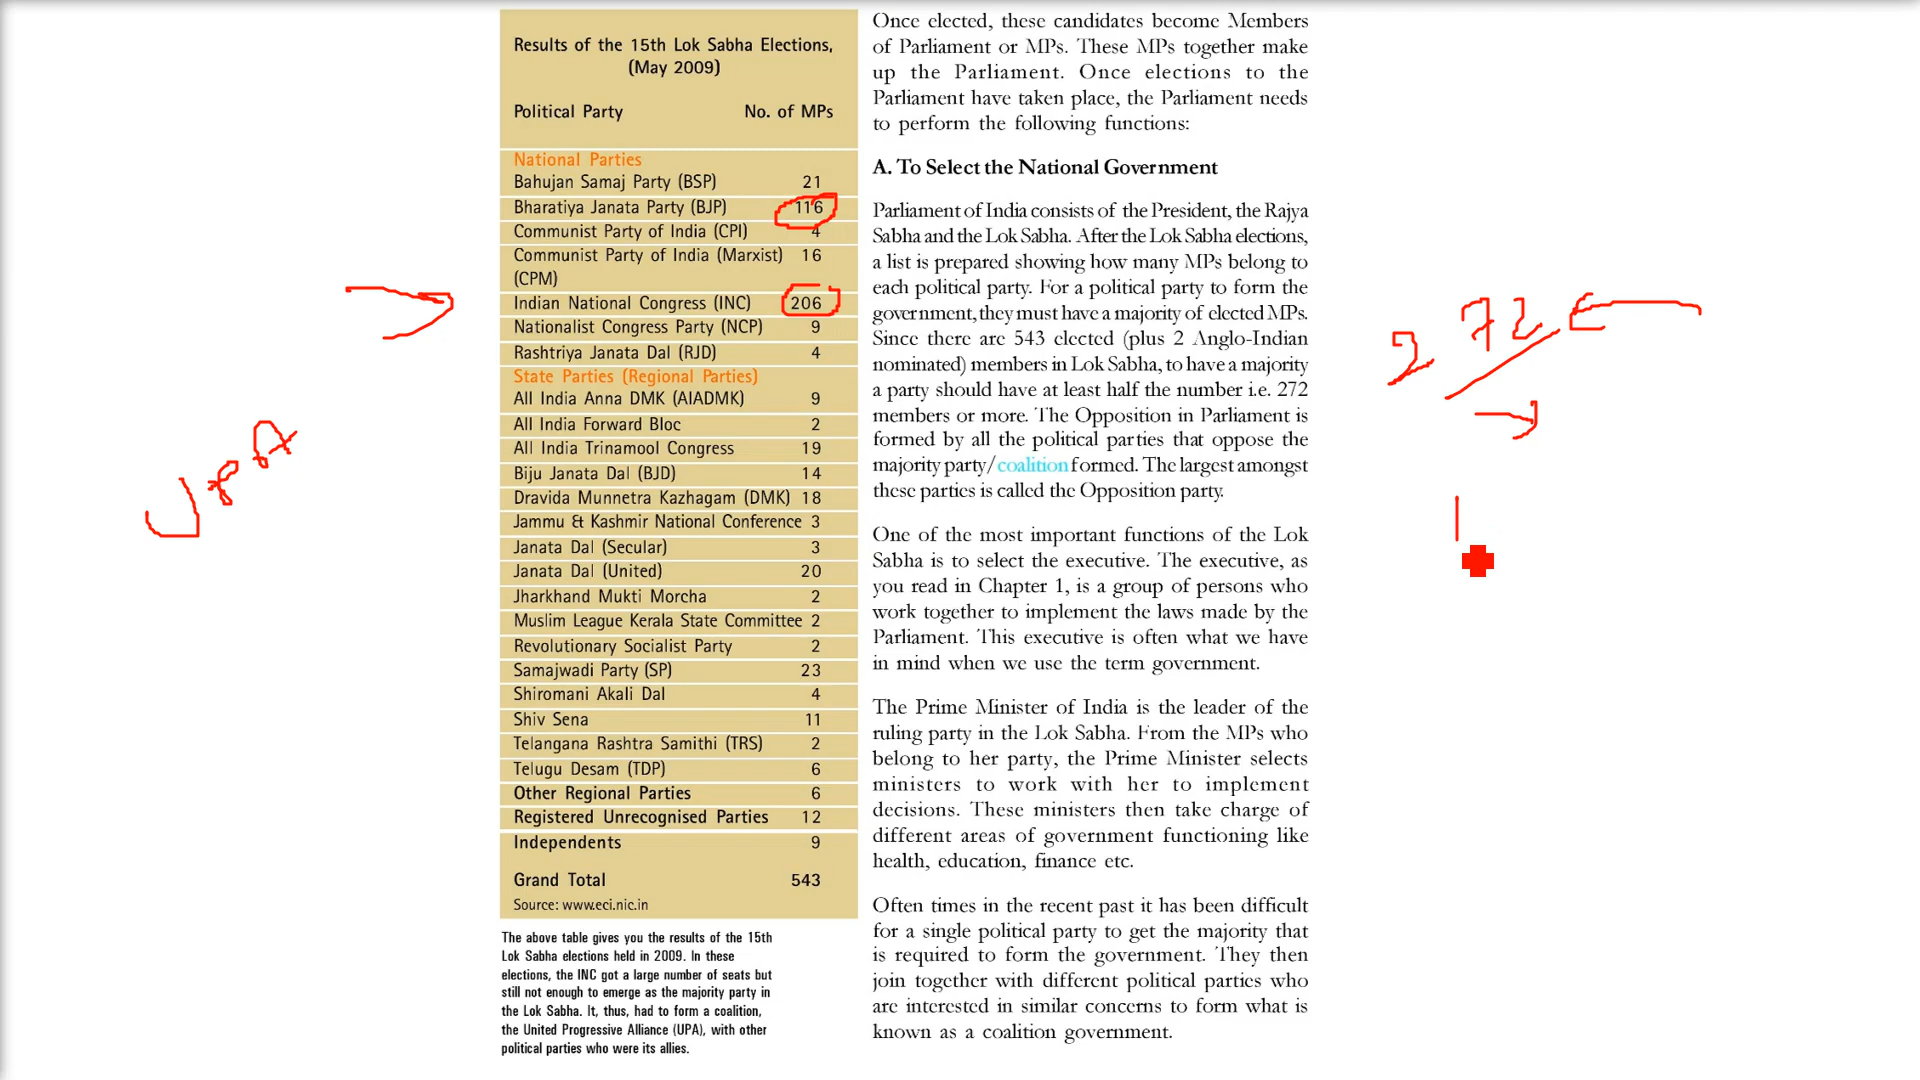 Results of the 15th Lok Sabha Elections,
(May 2009)
Political Party No. of MPs
National Parties
Bahujan Samaj Party (BSP) 21
Bharatiya Janata Party (BJP) 116
Communist Party of India (CPI) 4
Communist Party of India (Marxist) 16
(CPM)
Indian National Congress (INC) 206
Nationalist Congress Party (NCP) 9
Rashtriya Janata Dal (RJD) 4
State Parties (Regional Parties)
All India Anna DMK (AIADMK) 9
All India Forward Bloc 2
All India Trinamool Congress 19
Biju Janata Dal (BJD) 14
Dravida Munnetra Kazhagam (DMK) 18
Jammu & Kashmir National Conference 3
Janata Dal (Secular) 3
Janata Dal (United) 20
Jharkhand Mukti Morcha 2
Muslim League Kerala State Committee 2
Revolutionary Socialist Party 2
Samajwadi Party (SP) 23
Shiromani Akali Dal 4
Shiv Sena 11
Telangana Rashtra Samithi (TRS) 2
Telugu Desam (TDP) 6
Other Regional Parties 6
Registered Unrecognised Parties 12
Independents 9
Grand Total 543
Source: www.eci.nic.in
The above table gives you the results of the 15th
Lok Sabha elections held in 2009. In these
elections, the INC got a large number of seats but
still not enough to emerge as the majority party in
the Lok Sabha. It, thus, had to form a coalition,
the United Progressive Alliance (UPA), with other
political parties who were its allies.
Once elected, these candidates become Members
of Parliament or MPs. These MPs together make
up the Parliament. Once elections to the
Parliament have taken place, the Parliament needs
to perform the following functions:
A. To Select the National Government
Parliament of India consists of the President, the Rajya
Sabha and the Lok Sabha. After the Lok Sabha elections,
a list is prepared showing how many MPs belong to
each political party. For a political party to form the
government, they must have a majority of elected MPs.
Since there are 543 elected (plus 2 Anglo-Indian
nominated) members in Lok Sabha, to have a majority
a party should have at least half the number i.e. 272
members or more. The Opposition in Parliament is
formed by all the political parties that oppose the
majority party/coalition formed. The largest amongst
these parties is called the Opposition party.
One of the most important functions of the Lok
Sabha is to select the executive. The executive, as
you read in Chapter 1, is a group of persons who
work together to implement the laws made by the
Parliament. This executive is often what we have
in mind when we use the term government.
The Prime Minister of India is the leader of the
ruling party in the Lok Sabha. From the MPs who
belong to her party, the Prime Minister selects
ministers to work with her to implement
decisions. These ministers then take charge of
different areas of government functioning like
health, education, finance etc.
Often times in the recent past it has been difficult
for a single political party to get the majority that
is required to form the government. They then
join together with different political parties who
are interested in similar concerns to form what is
known as a coalition government.
UPA
272